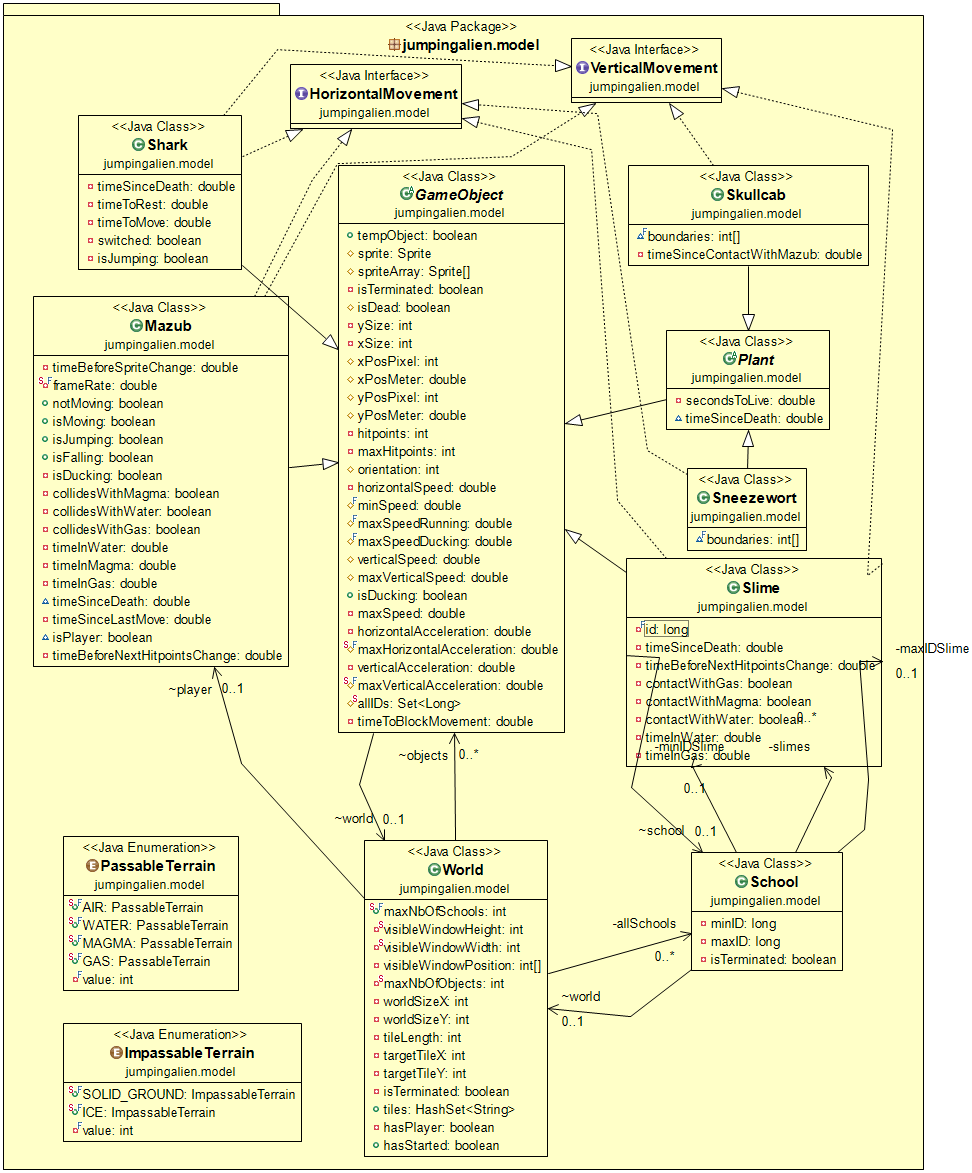 <<Java Package>>
jumpingalien.model
<<Java Interface>>
VerticalMovement
jumpingalien.model
<<Java Interface>>
HorizontalMovement
jumpingalien.model
<<Java Class>>
Shark
jumpingalien.model
timeSinceDeath: double
timeToRest: double
timeToMove: double
switched: boolean
isJumping: boolean
<<Java Class>>
GameObject
jumpingalien.model
tempObject: boolean
sprite: Sprite
spriteArray: Sprite[]
isTerminated: boolean
isDead: boolean
ySize: int
xSize: int
xPosPixel: int
xPosMeter: double
yPosPixel: int
yPosMeter: double
hitpoints: int
maxHitpoints: int
orientation: int
horizontalSpeed: double
minSpeed: double
maxSpeedRunning: double
maxSpeedDucking: double
verticalSpeed: double
maxVerticalSpeed: double
isDucking: boolean
maxSpeed: double
horizontalAcceleration: double
maxHorizontalAcceleration: double
verticalAcceleration: double
maxVerticalAcceleration: double
allIDs: Set<Long>
timeToBlockMovement: double
<<Java Class>>
Skullcab
jumpingalien.model
boundaries: int[]
timeSinceContactWithMazub: double
<<Java Class>>
Mazub
jumpingalien.model
timeBeforeSpriteChange: double
frameRate: double
notMoving: boolean
isMoving: boolean
isJumping: boolean
isFalling: boolean
isDucking: boolean
collidesWithMagma: boolean
collidesWithWater: boolean
collidesWithGas: boolean
timeInWater: double
timeInMagma: double
timeInGas: double
timeSinceDeath: double
timeSinceLastMove: double
isPlayer: boolean
timeBeforeNextHitpointsChange: double
<<Java Class>>
Plant
jumpingalien.model
secondsToLive: double
timeSinceDeath: double
<<Java Class>>
Sneezewort
jumpingalien.model
boundaries: int[]
<<Java Class>>
Slime
jumpingalien.model
id: long
timeSinceDeath: double
timeBeforeNextHitpointsChange: double
contactWithGas: boolean
contactWithMagma: boolean
contactWithWater: boolean
timeInWater: double
timeInGas: double
-maxIDSlime
0..1
0..*
-minIDSlime
-slimes
0..1
~player
0..1
~objects
0..*
~world
0..1
~school
0..1
<<Java Enumeration>>
PassableTerrain
jumpingalien.model
AIR: PassableTerrain
WATER: PassableTerrain
MAGMA: PassableTerrain
GAS: PassableTerrain
value: int
<<Java Class>>
World
jumpingalien.model
maxNbOfSchools: int
visibleWindowHeight: int
visibleWindowWidth: int
visibleWindowPosition: int[]
maxNbOfObjects: int
worldSizeX: int
worldSizeY: int
tileLength: int
targetTileX: int
targetTileY: int
isTerminated: boolean
tiles: HashSet<String>
hasPlayer: boolean
hasStarted: boolean
<<Java Class>>
School
jumpingalien.model
minID: long
maxID: long
isTerminated: boolean
-allSchools
0..*
~world
0..1
<<Java Enumeration>>
ImpassableTerrain
jumpingalien.model
SOLID_GROUND: ImpassableTerrain
ICE: ImpassableTerrain
value: int